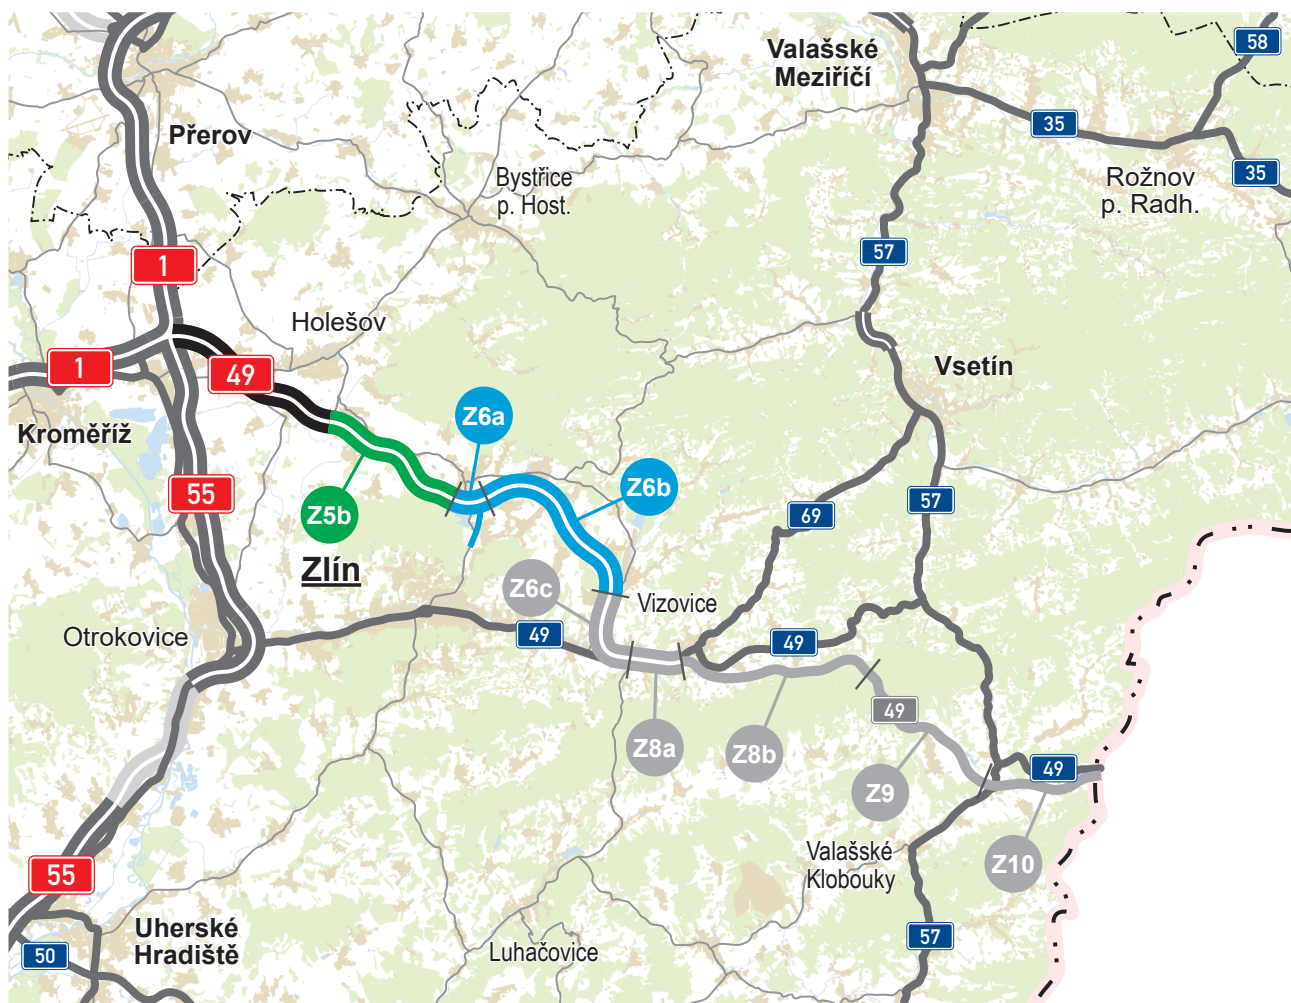 58
Valašské
Meziříčí
35
Přerov
35
Bystřice
p. Host.
Rožnov
p. Radh.
57
1
Holešov
1
49
Vsetín
Z6a
Kroměříž
55
Z6b
57
Z5b
69
Zlín
Z6c
Vizovice
Otrokovice
49
49
49
Z8a
Z8b
49
Z9
Valašské
Klobouky
Z10
55
Uherské
Hradiště
57
50
Luhačovice